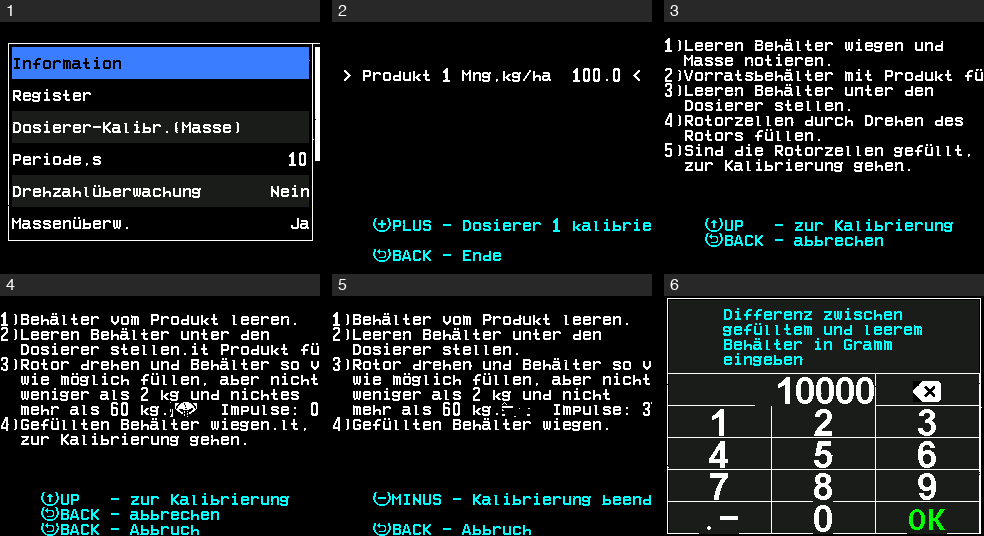 1
Information
Register
Dosierer-Kalibr.(Masse)
Periode,s 10
Drehzahlüberwachung Nein
Massenüberw. Ja
2
> Produkt 1 Mng,kg/ha 100.0 <
PLUS - Dosierer 1 kalibrie
BACK - Ende
3
1)Leeren Behälter wiegen und
Masse notieren.
2)Vorratsbehälter mit Produkt fü
3)Leeren Behälter unter den
Dosierer stellen.
4)Rotorzellen durch Drehen des
Rotors füllen.
5)Sind die Rotorzellen gefüllt,
zur Kalibrierung gehen.
UP - zur Kalibrierung
BACK - abbrechen
4
1)Behälter vom Produkt leeren.
2)Leeren Behälter unter den
Dosierer stellen.it Produkt fü
3)Rotor drehen und Behälter so v
wie möglich füllen, aber nicht
weniger als 2 kg und nichtes
mehr als 60 kg. Impulse: 0
4)Gefüllten Behälter wiegen.lt,
zur Kalibrierung gehen.
UP - zur Kalibrierung
BACK - abbrechen
BACK - Abbruch
5
1)Behälter vom Produkt leeren.
2)Leeren Behälter unter den
Dosierer stellen.
3)Rotor drehen und Behälter so v
wie möglich füllen, aber nicht
weniger als 2 kg und nicht
mehr als 60 kg. Impulse: 3
4)Gefüllten Behälter wiegen.
MINUS - Kalibrierung beend
BACK - Abbruch
6
Differenz zwischen
gefülltem und leerem
Behälter in Gramm
eingeben
10000
1 2 3
4 5 6
7 8 9
.- 0 OK